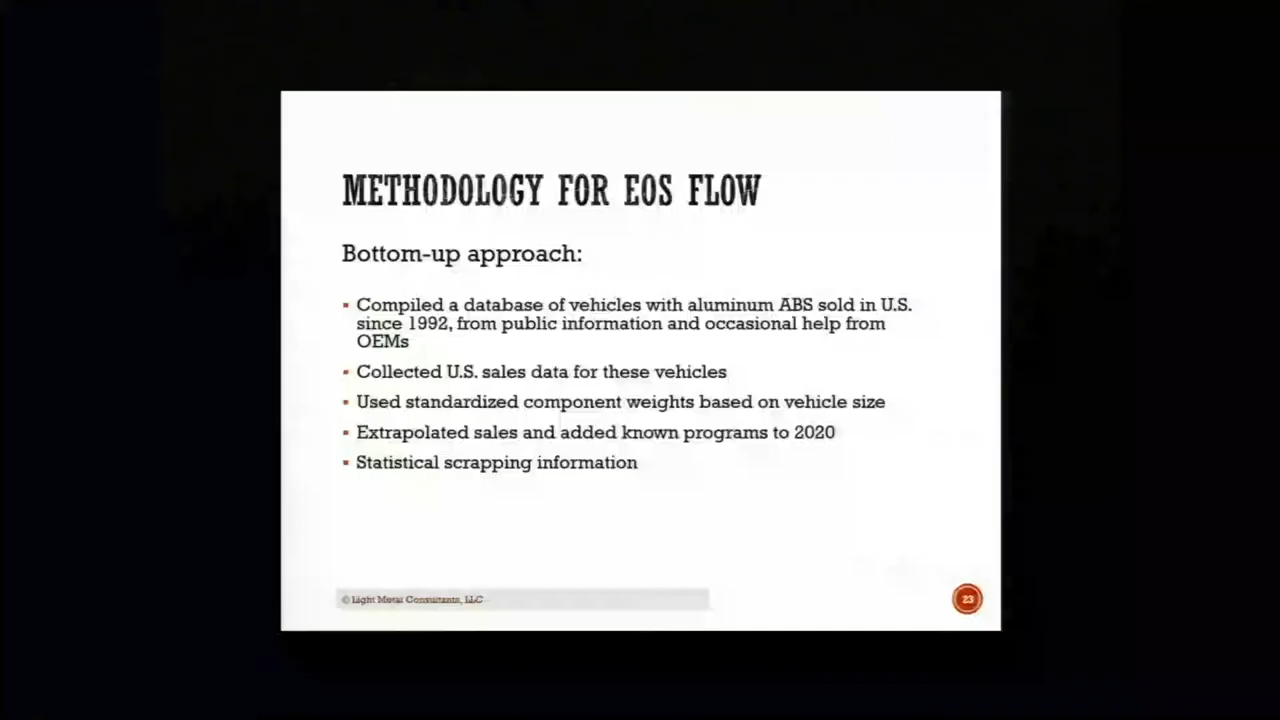 METHODOLOGY FOR EOS FLOW
Bottom-up approach:
▪ Compiled a database of vehicles with aluminum ABS sold in U.S.
since 1992, from public information and occasional help from
OEMs
▪ Collected U.S. sales data for these vehicles
▪ Used standardized component weights based on vehicle size
▪ Extrapolated sales and added known programs to 2020
▪ Statistical scrapping information
© Light Metal Consultants, LLC
23